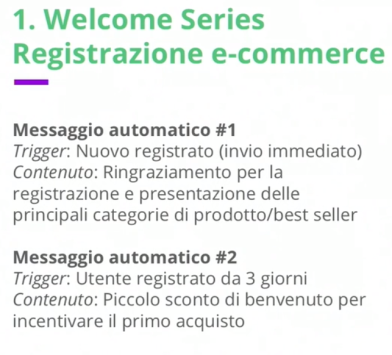 1. Welcome Series
Registrazione e-commerce
Messaggio automatico #1
Trigger: Nuovo registrato (invio immediato)
Contenuto: Ringraziamento per la
registrazione e presentazione delle
principali categorie di prodotto/best seller
Messaggio automatico #2
Trigger: Utente registrato da 3 giorni
Contenuto: Piccolo sconto di benvenuto per
incentivare il primo acquisto